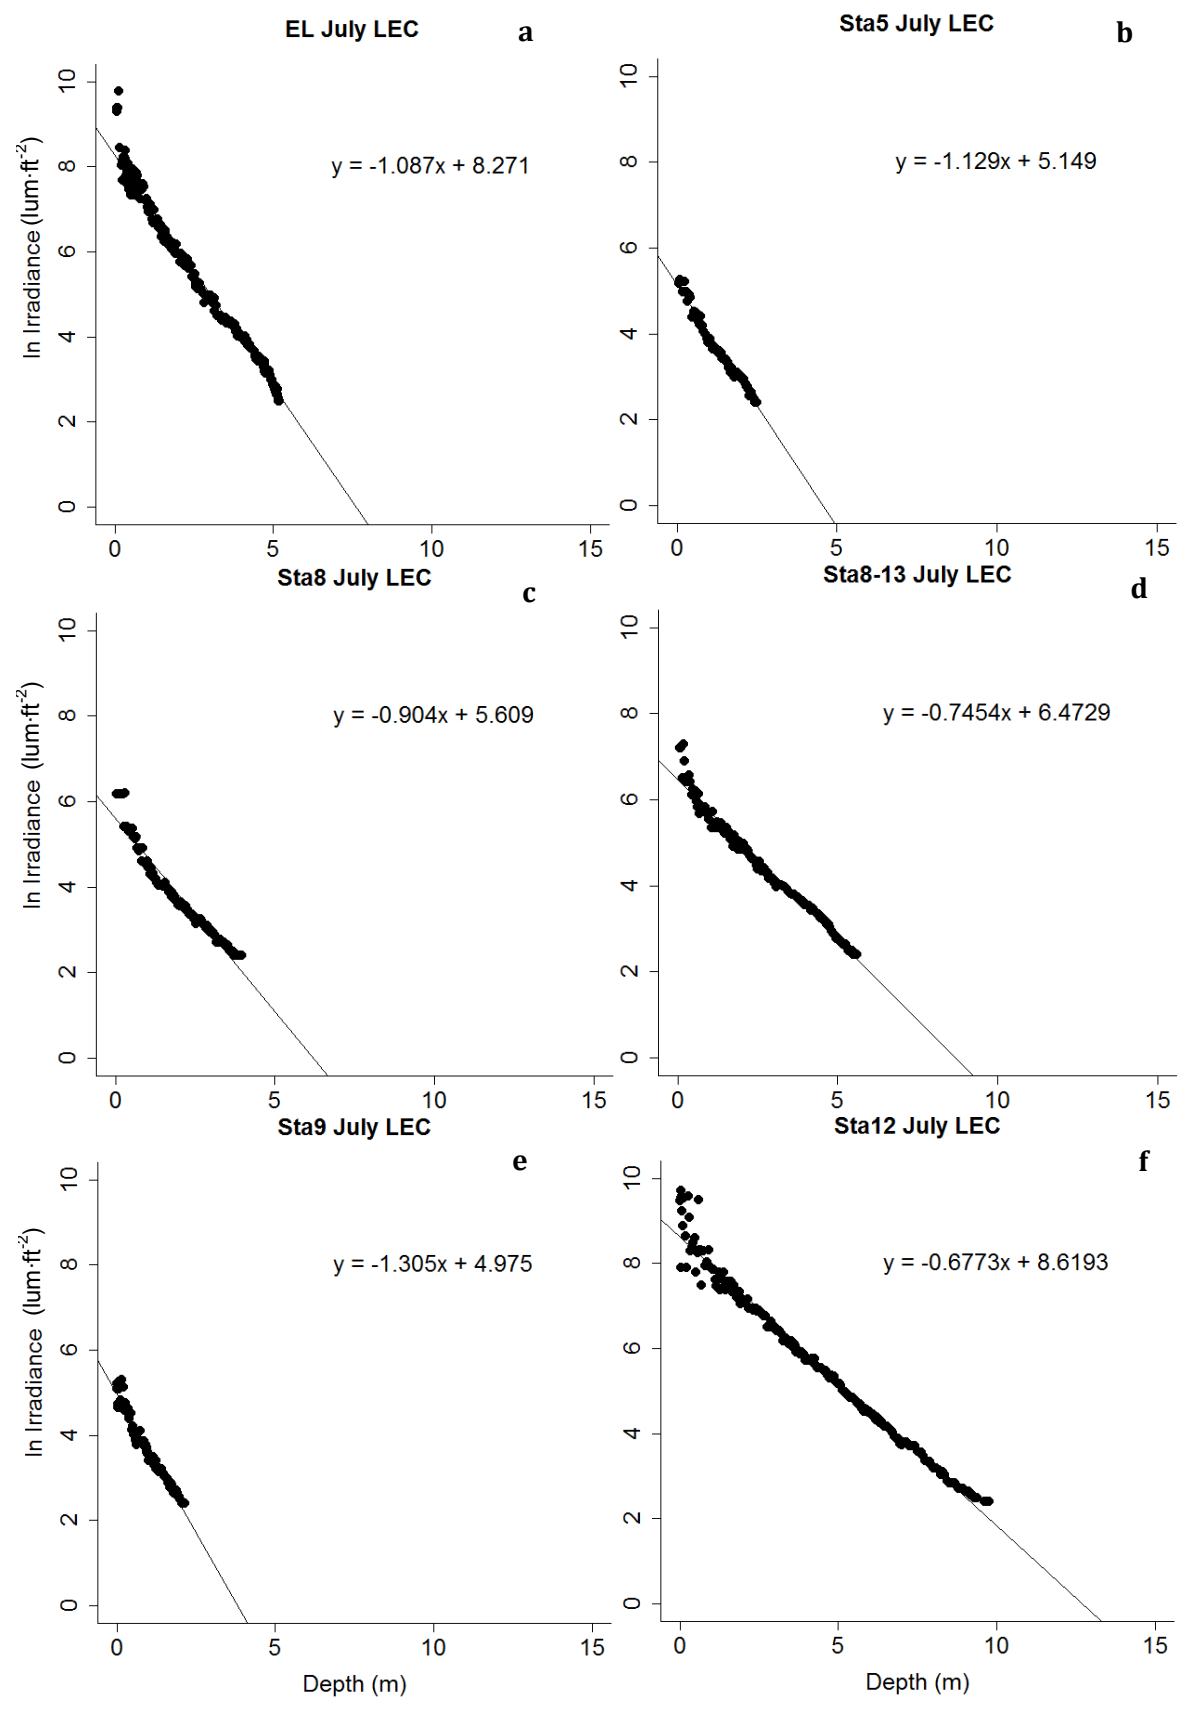 EL July LEC
a
ln Irradiance (lum·ft⁻²)
10
8
6
4
2
0
y = -1.087x + 8.271
0 5 10 15
Sta5 July LEC
b
10
8
6
4
2
0
y = -1.129x + 5.149
0 5 10 15
Sta8 July LEC
c
ln Irradiance (lum·ft⁻²)
10
8
6
4
2
0
y = -0.904x + 5.609
0 5 10 15
Sta8-13 July LEC
d
10
8
6
4
2
0
y = -0.7454x + 6.4729
0 5 10 15
Sta9 July LEC
e
ln Irradiance (lum·ft⁻²)
10
8
6
4
2
0
y = -1.305x + 4.975
0 5 10 15
Depth (m)
Sta12 July LEC
f
10
8
6
4
2
0
y = -0.6773x + 8.6193
0 5 10 15
Depth (m)